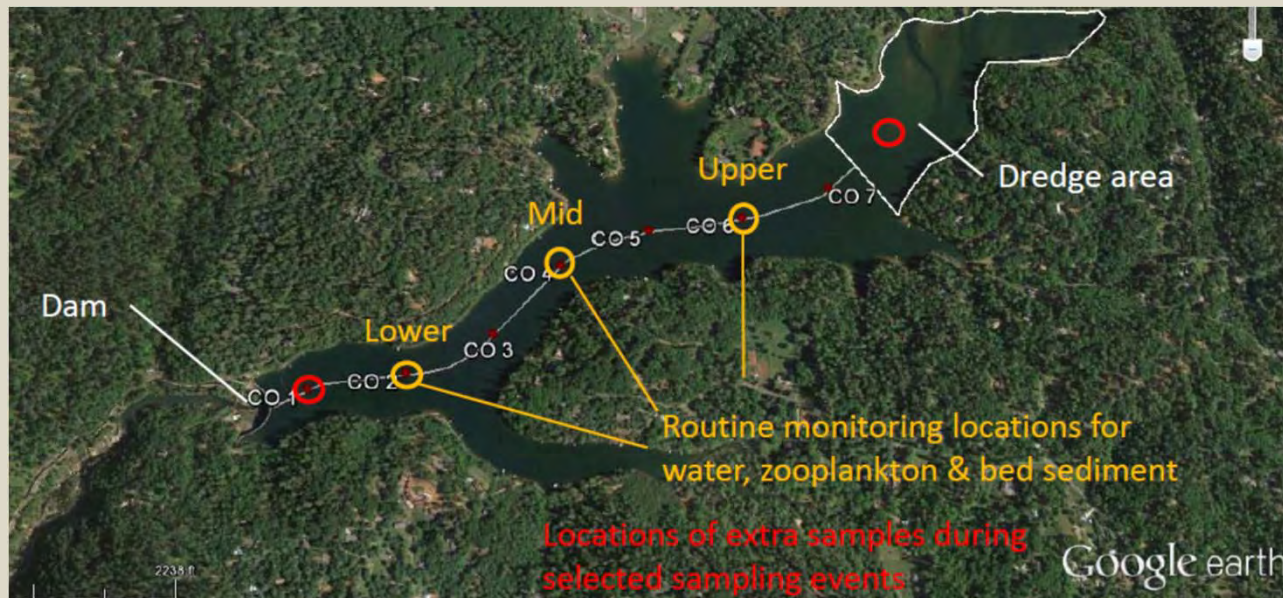 Upper
Dredge area
Mid
CO 7
CO 6
CO 5
CO 4
Dam
Lower
CO 3
CO 2
CO 1
Routine monitoring locations for
water, zooplankton & bed sediment
Locations of extra samples during
selected sampling events
2238 ft
Google earth